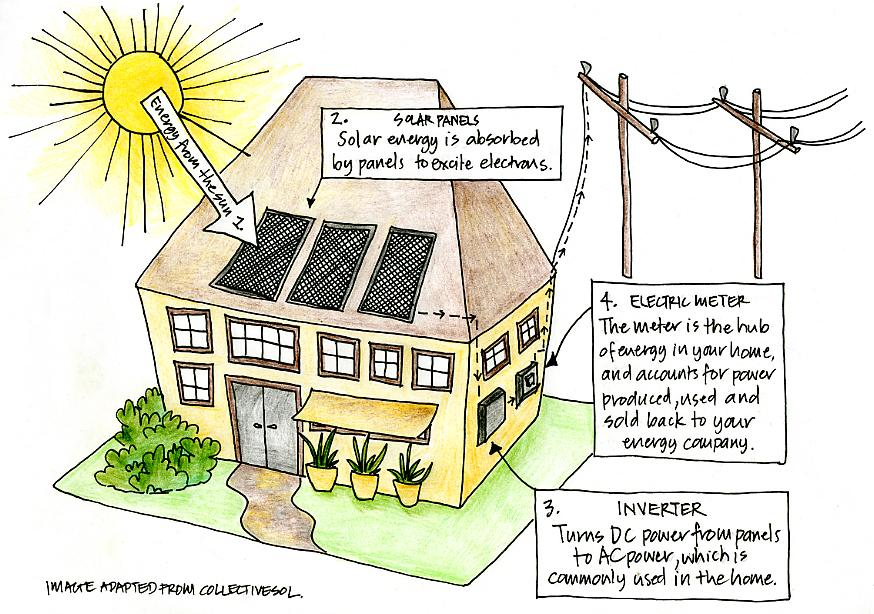 Energy from the sun 1.
2. SOLAR PANELS
Solar energy is absorbed
by panels to excite electrons.
4. ELECTRIC METER
The meter is the hub
of energy in your home,
and accounts for power
produced, used and
sold back to your
energy company.
3. INVERTER
Turns DC power from panels
to AC power, which is
commonly used in the home.
IMAGE ADAPTED FROM COLLECTIVESOL.